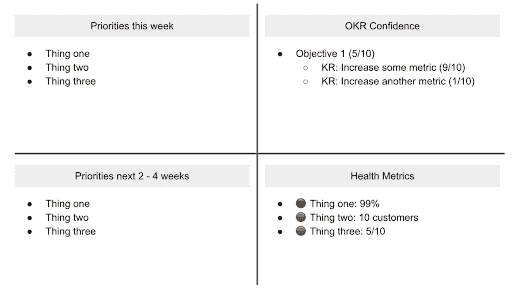 Priorities this week
● Thing one
● Thing two
● Thing three
OKR Confidence
● Objective 1 (5/10)
○ KR: Increase some metric (9/10)
○ KR: Increase another metric (1/10)
Priorities next 2 - 4 weeks
● Thing one
● Thing two
● Thing three
Health Metrics
● Thing one: 99%
● Thing two: 10 customers
● Thing three: 5/10